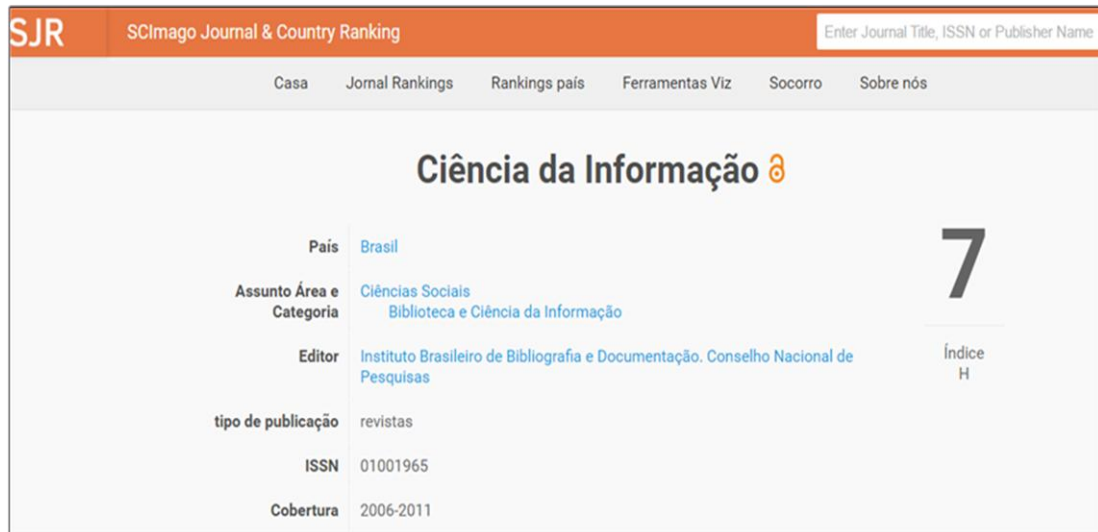 SJR SCImago Journal & Country Ranking Enter Journal Title, ISSN or Publisher Name
Casa Jornal Rankings Rankings país Ferramentas Viz Socorro Sobre nós
Ciência da Informação
País Brasil
Assunto Área e Categoria Ciências Sociais
Biblioteca e Ciência da Informação
Editor Instituto Brasileiro de Bibliografia e Documentação. Conselho Nacional de
Pesquisas
tipo de publicação revistas
ISSN 01001965
Cobertura 2006-2011
7
Índice
H